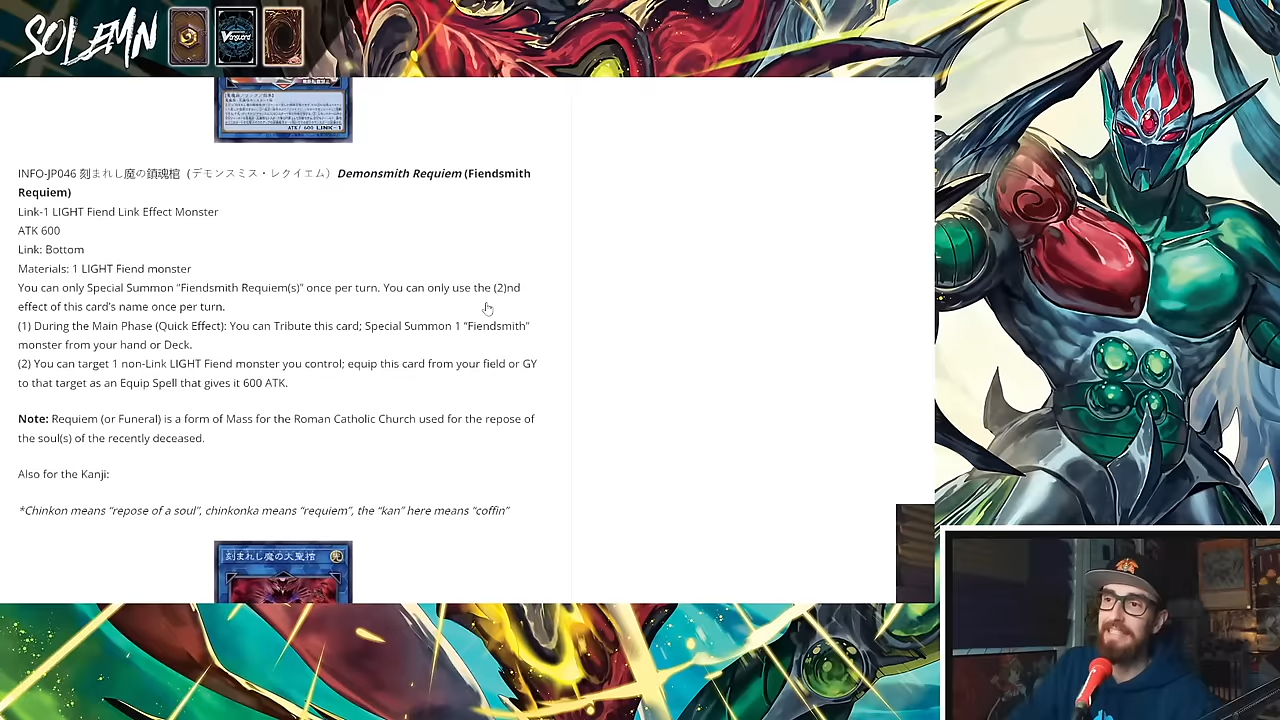 SOLEMN
VANGUARD
ATK/ 600 LINK-1
INFO-JP046 刻まれし魔の鎮魂棺（デモンスミス・レクイエム）Demonsmith Requiem (Fiendsmith
Requiem)
Link-1 LIGHT Fiend Link Effect Monster
ATK 600
Link: Bottom
Materials: 1 LIGHT Fiend monster
You can only Special Summon “Fiendsmith Requiem(s)” once per turn. You can only use the (2)nd
effect of this card’s name once per turn.
(1) During the Main Phase (Quick Effect): You can Tribute this card; Special Summon 1 “Fiendsmith”
monster from your hand or Deck.
(2) You can target 1 non-Link LIGHT Fiend monster you control; equip this card from your field or GY
to that target as an Equip Spell that gives it 600 ATK.
Note: Requiem (or Funeral) is a form of Mass for the Roman Catholic Church used for the repose of
the soul(s) of the recently deceased.
Also for the Kanji:
*Chinkon means “repose of a soul”, chinkonka means “requiem”, the “kan” here means “coffin”
刻まれし魔の大聖棺